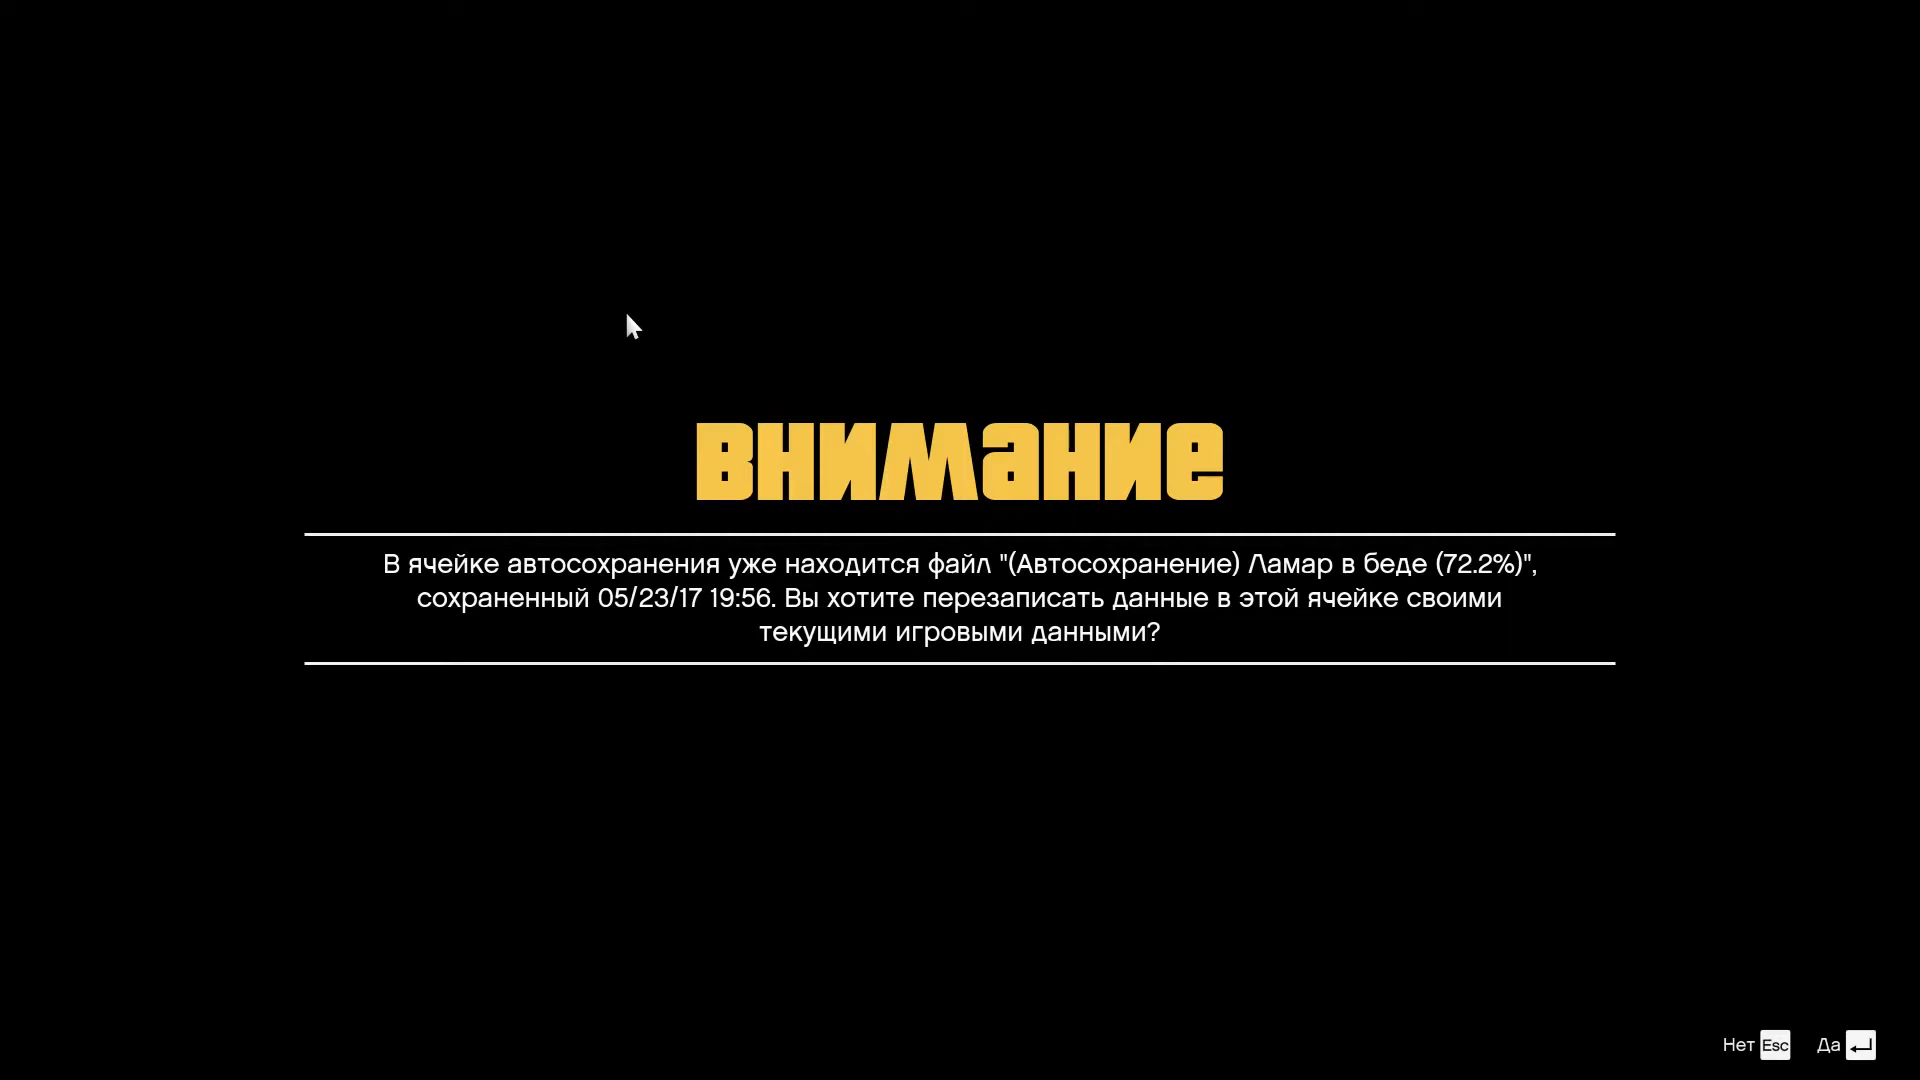 внимание
В ячейке автосохранения уже находится файл "(Автосохранение) Ламар в беде (72.2%)",
сохраненный 05/23/17 19:56. Вы хотите перезаписать данные в этой ячейке своими
текущими игровыми данными?
Нет Esc Да